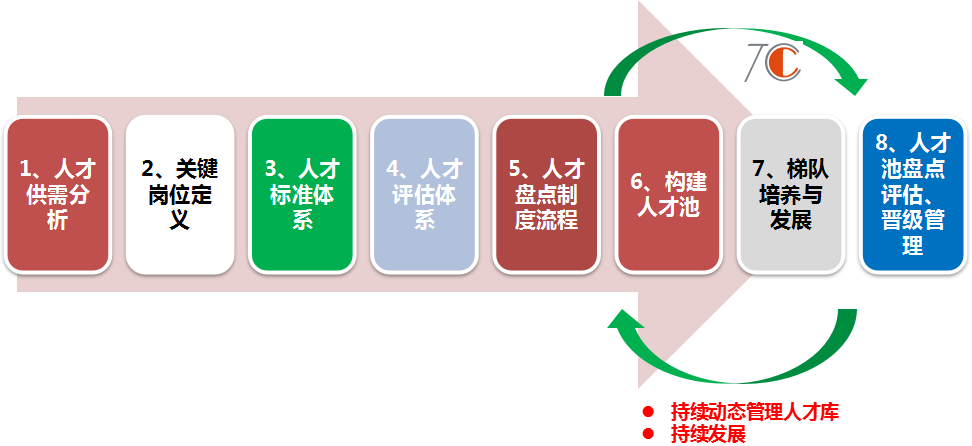 1、人才
供需分
析
2、关键
岗位定
义
3、人才
标准体
系
4、人才
评估体
系
5、人才
盘点制
度流程
6、构建
人才池
7、梯队
培养与
发展
8、人才
池盘点
评估、
晋级管
理
TC
● 持续动态管理人才库
● 持续发展